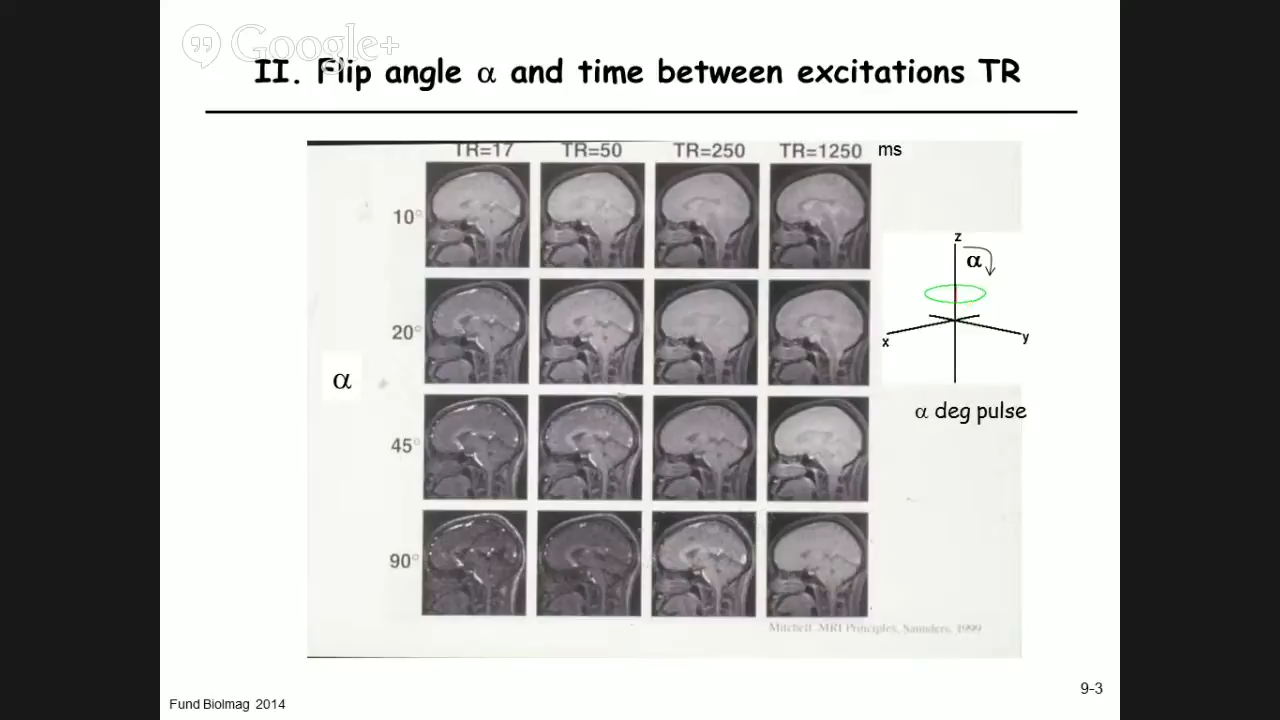 Google+
II. Flip angle α and time between excitations TR
TR=17 TR=50 TR=250 TR=1250 ms
10°
20°
α
45°
90°
z
α
x
y
α deg pulse
Mitchell, MRI Principles, Saunders, 1999
9-3
Fund BioImag 2014